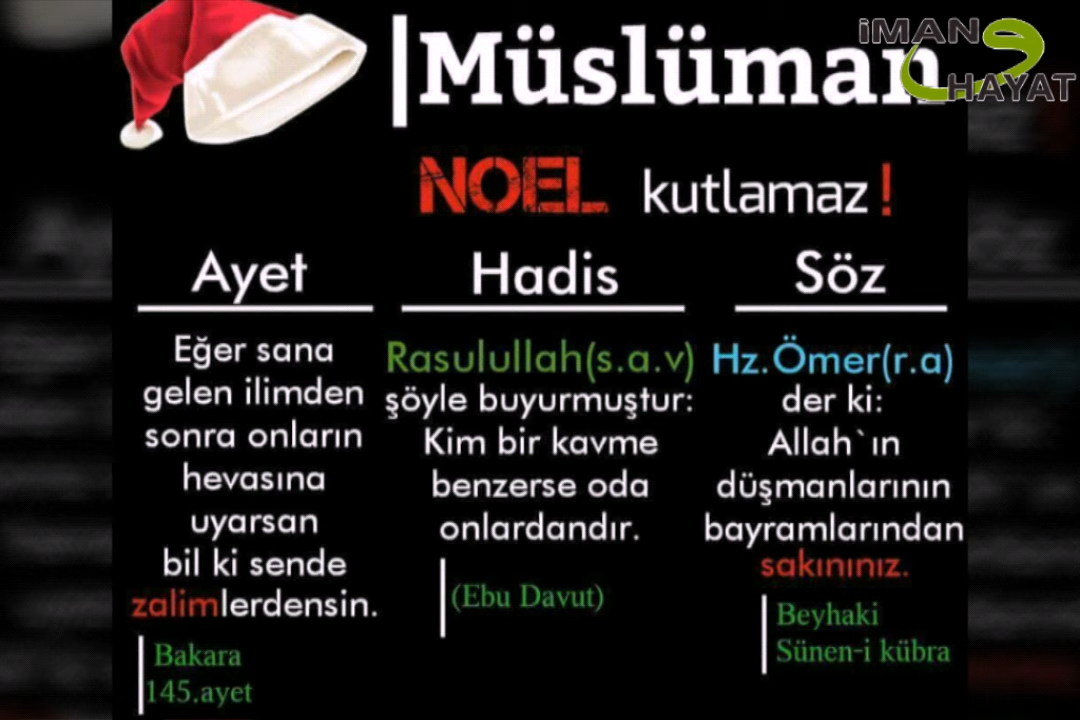 |Müslüman
iMAN
HAYAT
NOEL kutlamaz!
Ayet
Eğer sana
gelen ilimden
sonra onların
hevasına
uyarsan
bil ki sende
zalimlerdensin.
Bakara
145.ayet
Hadis
Rasulullah(s.a.v)
şöyle buyurmuştur:
Kim bir kavme
benzerse oda
onlardandır.
(Ebu Davut)
Söz
Hz.Ömer(r.a)
der ki:
Allah`ın
düşmanlarının
bayramlarından
sakınınız.
Beyhaki
Sünen-i kübra